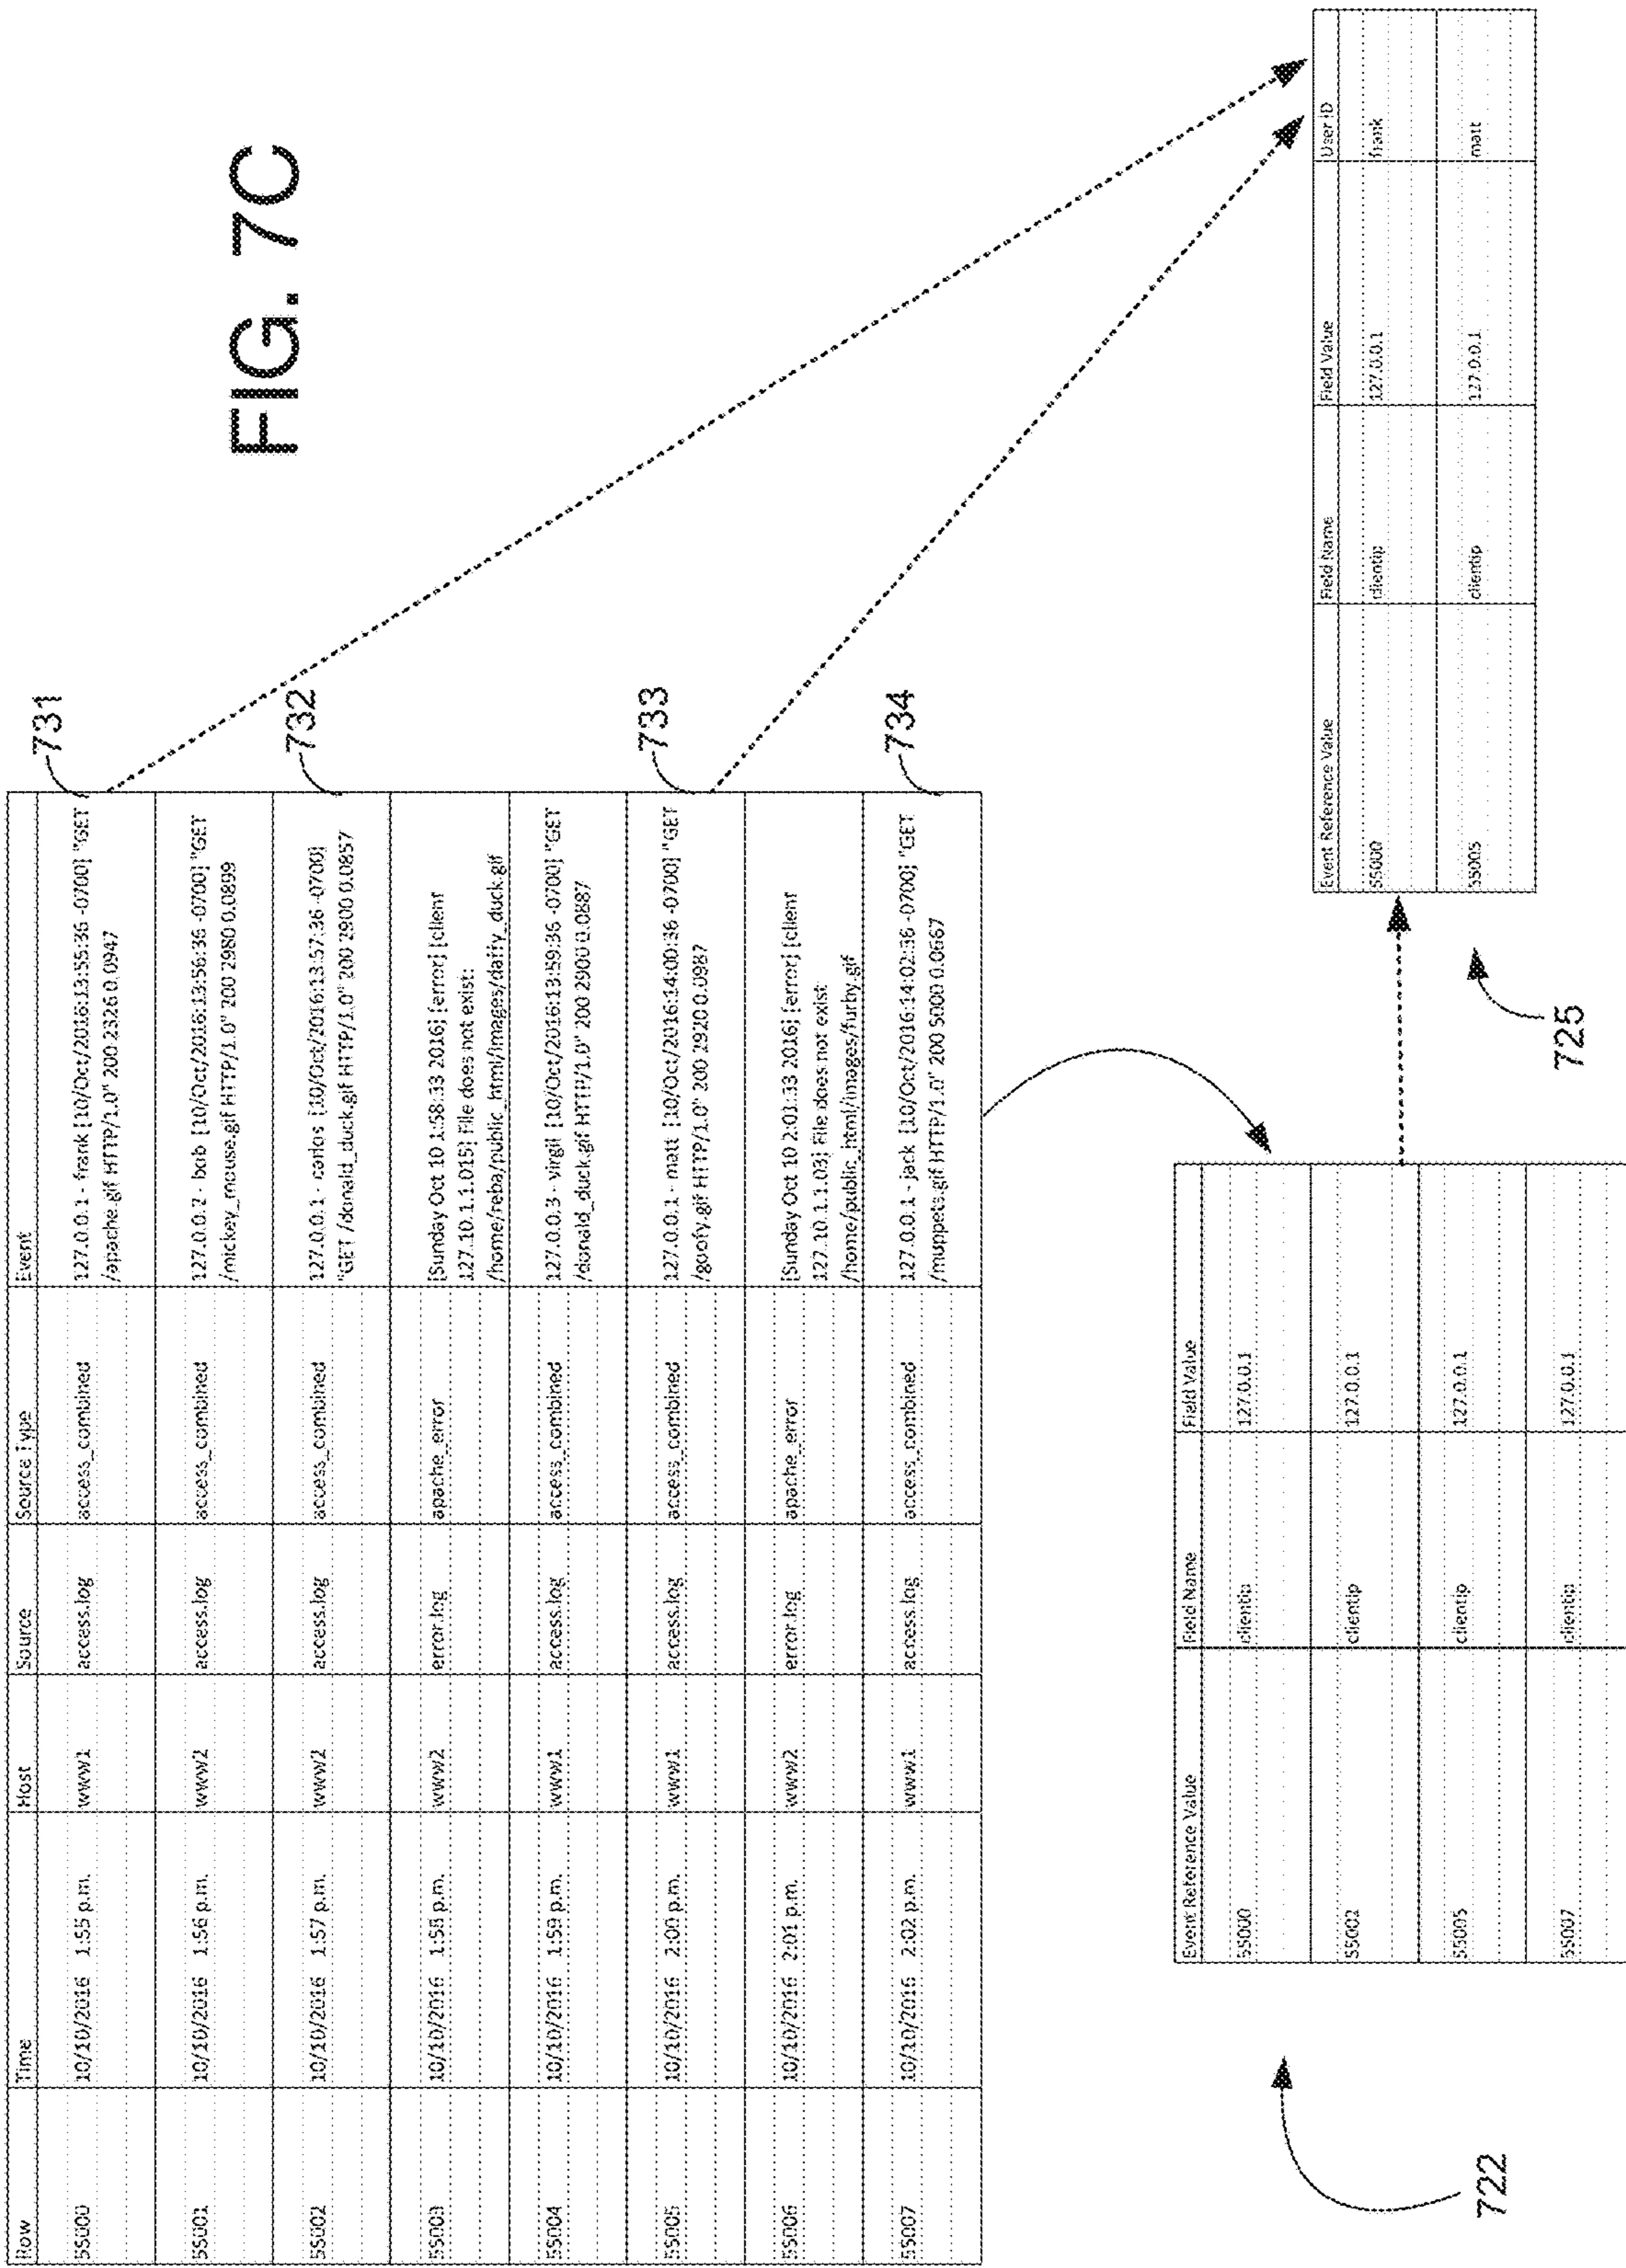 FIG. 7C
Row Time Host Source Source Type Event
55000 10/10/2016 1:55 p.m. www1 access.log access_combined 127.0.0.1 - frank [10/Oct/2016:13:55:36 -0700] "GET
/apache.gif HTTP/1.0" 200 2326 0.0947
731
55001 10/10/2016 1:56 p.m. www2 access.log access_combined 127.0.0.2 - bob [10/Oct/2016:13:56:36 -0700] "GET
/mickey_mouse.gif HTTP/1.0" 200 2980 0.0899
55002 10/10/2016 1:57 p.m. www2 access.log access_combined 127.0.0.1 - carlos [10/Oct/2016:13:57:36 -0700]
"GET /donald_duck.gif HTTP/1.0" 200 2900 0.0857
732
55003 10/10/2016 1:58 p.m. www2 error.log apache_error [Sunday Oct 10 1:58:33 2016] [error] [client
127.10.1.1.015] File does not exist:
/home/reba/public_html/images/daffy_duck.gif
55004 10/10/2016 1:59 p.m. www1 access.log access_combined 127.0.0.3 - virgil [10/Oct/2016:13:59:36 -0700] "GET
/donald_duck.gif HTTP/1.0" 200 2900 0.0887
55005 10/10/2016 2:00 p.m. www1 access.log access_combined 127.0.0.1 - matt [10/Oct/2016:14:00:36 -0700] "GET
/goofy.gif HTTP/1.0" 200 2920 0.0987
733
55006 10/10/2016 2:01 p.m. www2 error.log apache_error [Sunday Oct 10 2:01:33 2016] [error] [client
127.10.1.1.03] File does not exist:
/home/public_html/images/furby.gif
55007 10/10/2016 2:02 p.m. www1 access.log access_combined 127.0.0.1 - jack [10/Oct/2016:14:02:36 -0700] "GET
/muppets.gif HTTP/1.0" 200 5000 0.0667
734
722
Event Reference Value Field Name Field Value
55000 clientip 127.0.0.1
55002 clientip 127.0.0.1
55005 clientip 127.0.0.1
55007 clientip 127.0.0.1
725
Event Reference Value Field Name Field Value User ID
55000 clientip 127.0.0.1 frank
55005 clientip 127.0.0.1 matt